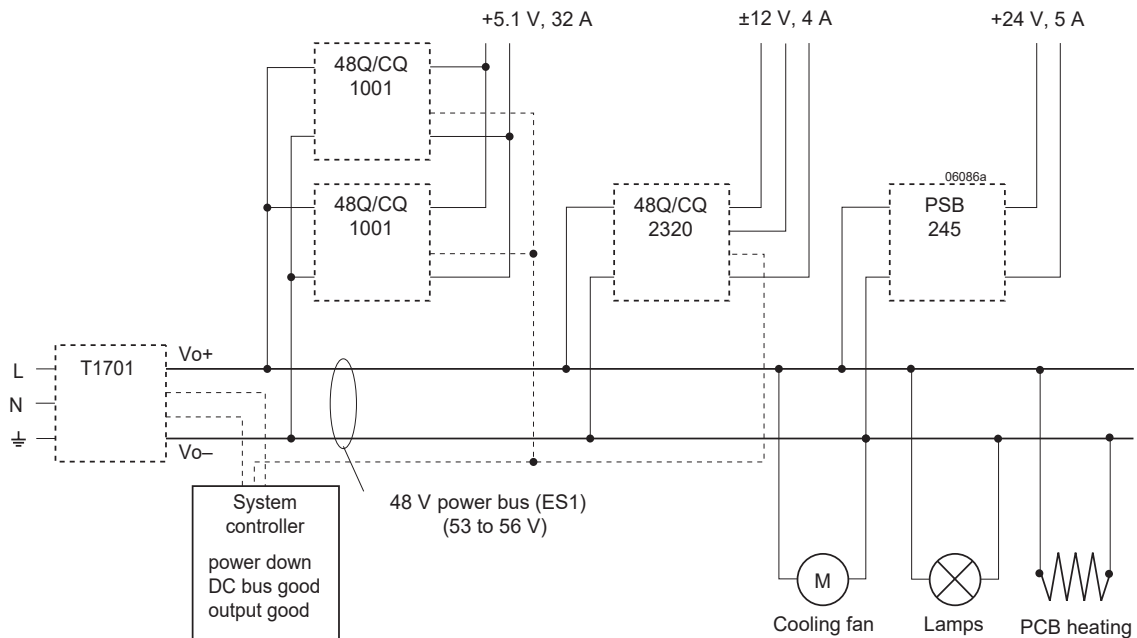 +5.1 V, 32 A
±12 V, 4 A
+24 V, 5 A
48Q/CQ
1001
48Q/CQ
1001
48Q/CQ
2320
06086a
PSB
245
Vo+
T1701
L
N
Vo–
System
controller
power down
DC bus good
output good
48 V power bus (ES1)
(53 to 56 V)
M
Cooling fan
Lamps
PCB heating